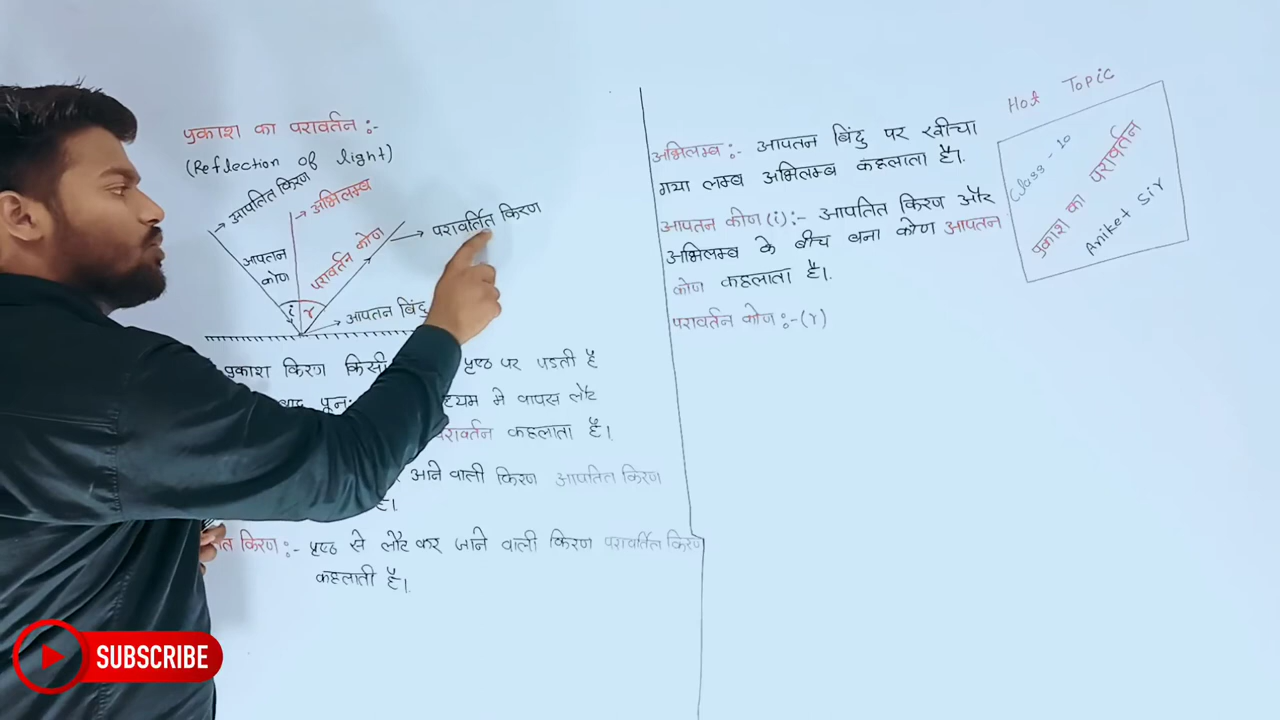 प्रकाश का परावर्तन :-
(Reflection of light)
आपतित किरण
अभिलम्ब
परावर्तित किरण
आपतन
कोण
परावर्तन कोण
i
r
आपतन बिंदु
प्रकाश किरण किसी पृष्ठ पर पडती है
पून: में वापस लौट
परावर्तन कहलाता है।
आने वाली किरण आपतित किरण
है।
किरण :- पृष्ठ से लौट कर जाने वाली किरण परावर्तित किरण
कहलाती है।
अभिलम्ब :- आपतन बिंदु पर खींचा
गया लम्ब अभिलम्ब कहलाता है।
आपतन कोण (i) :- आपतित किरण और
अभिलम्ब के बीच बना कोण आपतन
कोण कहलाता है।
परावर्तन कोण :- (r)
Hot Topic
Class - 10
प्रकाश का परावर्तन
Aniket Sir
SUBSCRIBE